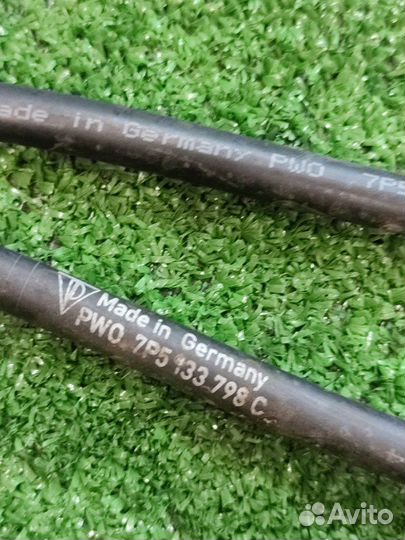 ade in Germany PWO 7P5
Made in Germany
PWO 7P5 133 798 C
Avito